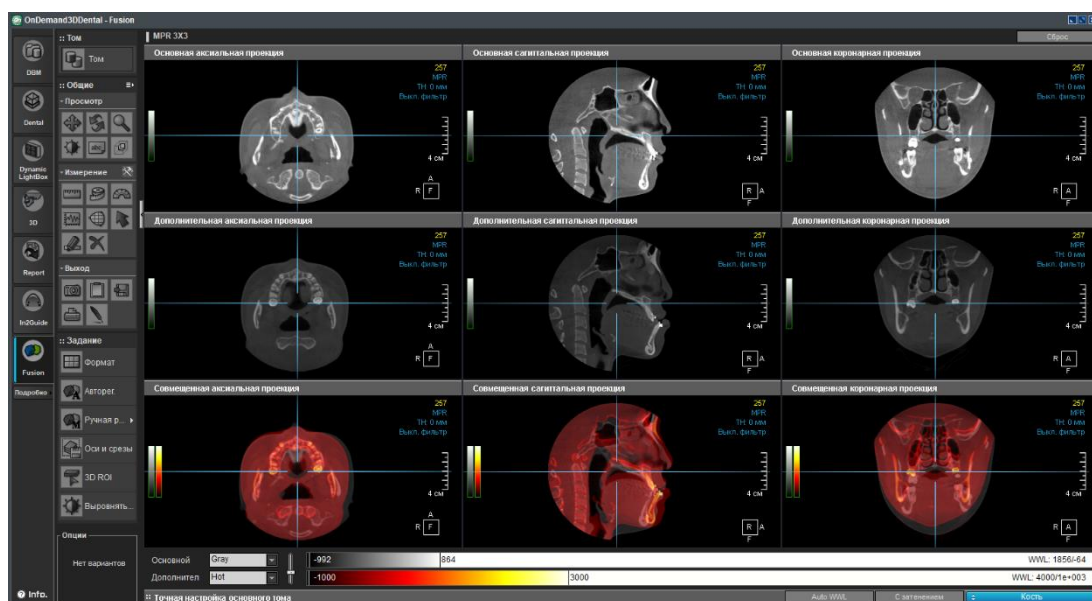 OnDemand3DDental - Fusion
DBM
Dental
Dynamic LightBox
3D
Report
In2Guide
Fusion
Подробно
Info.
:: Том
Том
:: Общие
Просмотр
Измерение
Выход
:: Задание
Формат
Авторег.
Ручная р...
Оси и срезы
3D ROI
Выровнять...
Опции
Нет вариантов
MPR 3X3
Сброс
Основная аксиальная проекция
257
MPR
TH: 0 мм
Выкл. фильтр
4 см
A
R F
Основная сагиттальная проекция
257
MPR
TH: 0 мм
Выкл. фильтр
4 см
R A
F
Основная коронарная проекция
257
MPR
TH: 0 мм
Выкл. фильтр
4 см
R A
F
Дополнительная аксиальная проекция
257
MPR
TH: 0 мм
Выкл. фильтр
4 см
A
R F
Дополнительная сагиттальная проекция
257
MPR
TH: 0 мм
Выкл. фильтр
4 см
R A
F
Дополнительная коронарная проекция
257
MPR
TH: 0 мм
Выкл. фильтр
4 см
R A
F
Совмещенная аксиальная проекция
257
MPR
TH: 0 мм
Выкл. фильтр
4 см
A
R F
Совмещенная сагиттальная проекция
257
MPR
TH: 0 мм
Выкл. фильтр
4 см
R A
F
Совмещенная коронарная проекция
257
MPR
TH: 0 мм
Выкл. фильтр
4 см
R A
F
Основной Gray -992 864 WWL: 1856/-64
Дополнител Hot -1000 3000 WWL: 4000/1e+003
:: Точная настройка основного тома Auto WWL С затенением Кость